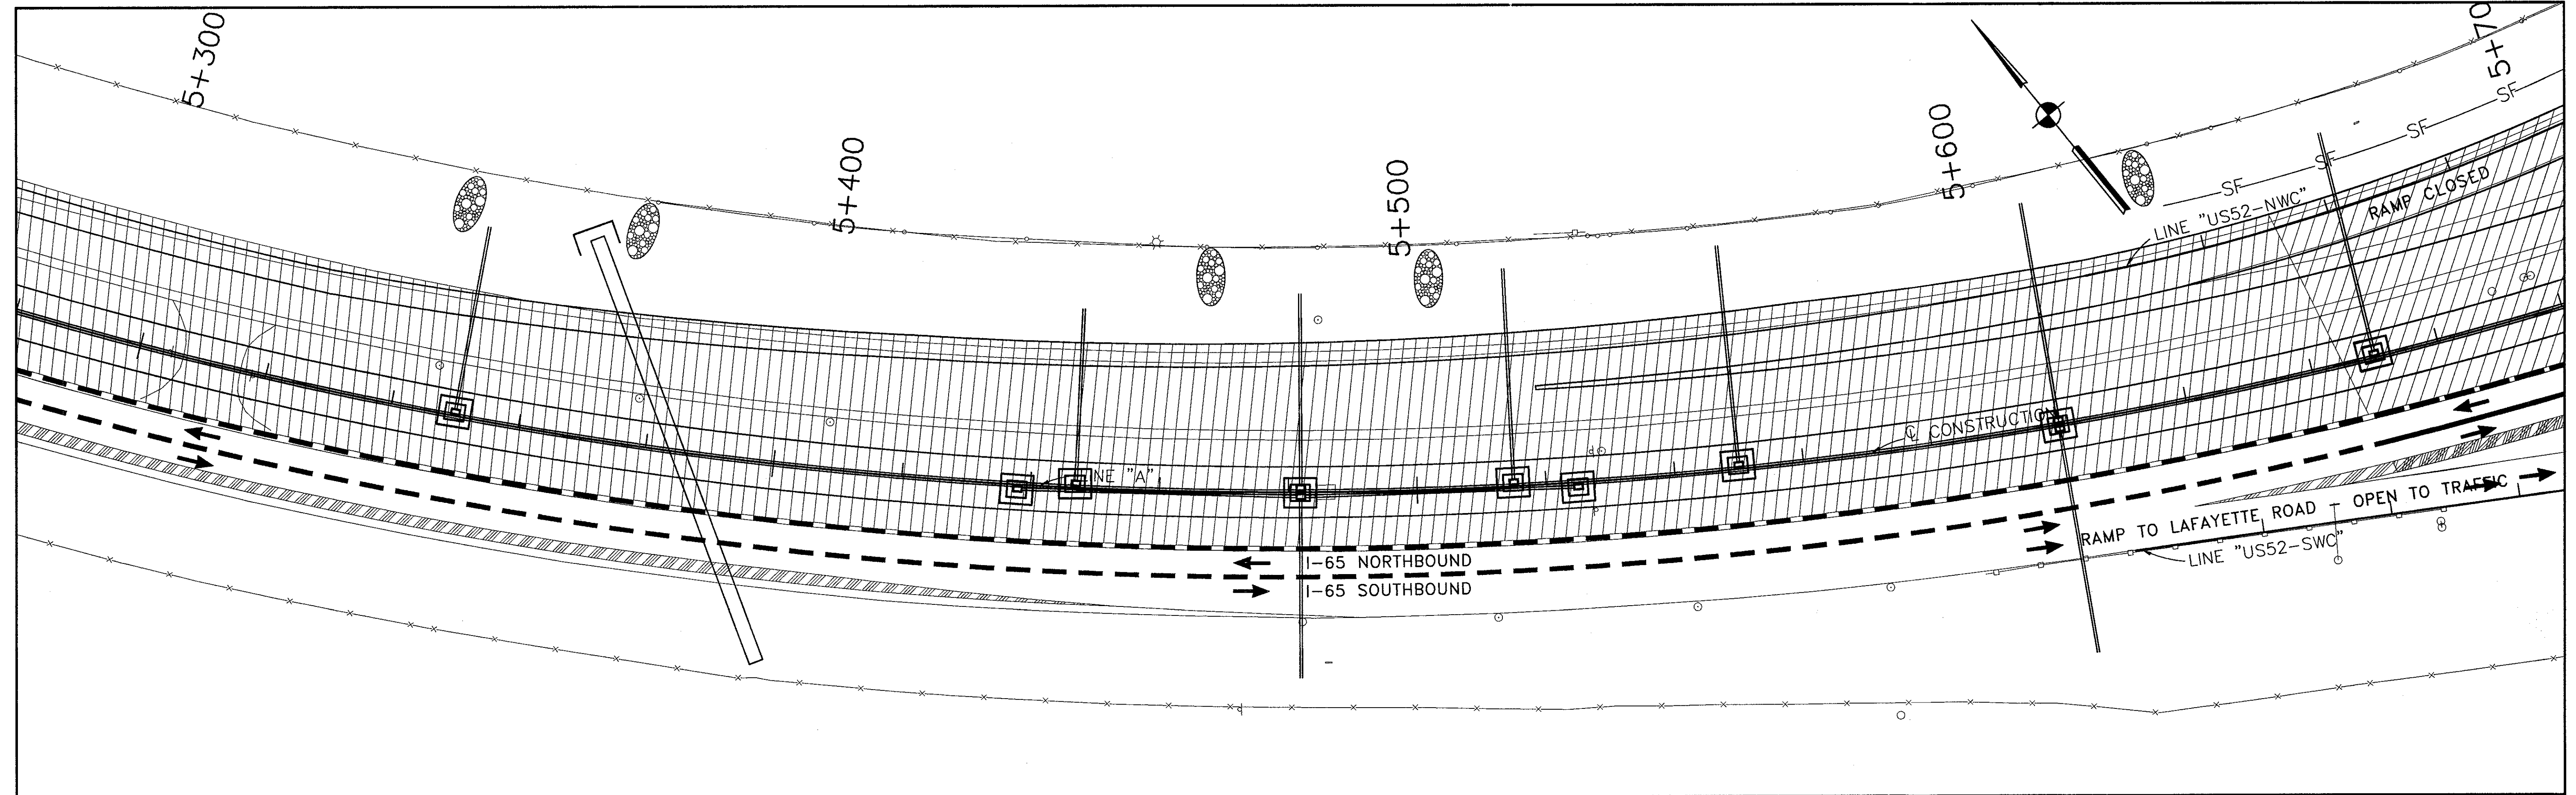 5+300
5+400
5+500
5+600
5+70
SF
SF
SF
SF
LINE "US52-NWC"
RAMP CLOSED
℄ CONSTRUCTION
NE "A"
I-65 NORTHBOUND
I-65 SOUTHBOUND
RAMP TO LAFAYETTE ROAD - OPEN TO TRAFFIC
LINE "US52-SWC"